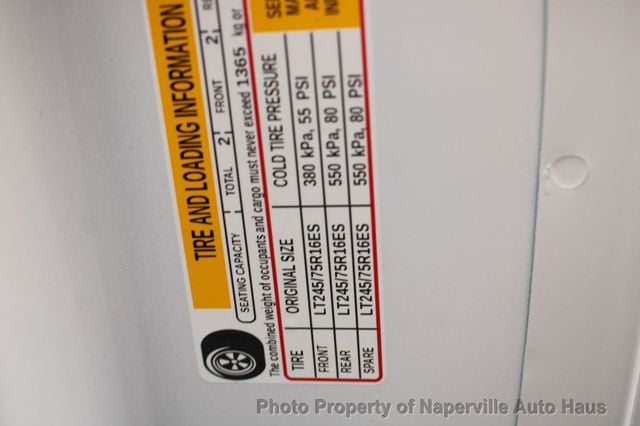 TIRE AND LOADING INFORMATION
SEATING CAPACITY TOTAL 2 FRONT 2
The combined weight of occupants and cargo must never exceed 1365 kg or
TIRE ORIGINAL SIZE COLD TIRE PRESSURE
FRONT LT245/75R16ES 380 kPa, 55 PSI
REAR LT245/75R16ES 550 kPa, 80 PSI
SPARE LT245/75R16ES 550 kPa, 80 PSI
Photo Property of Naperville Auto Haus